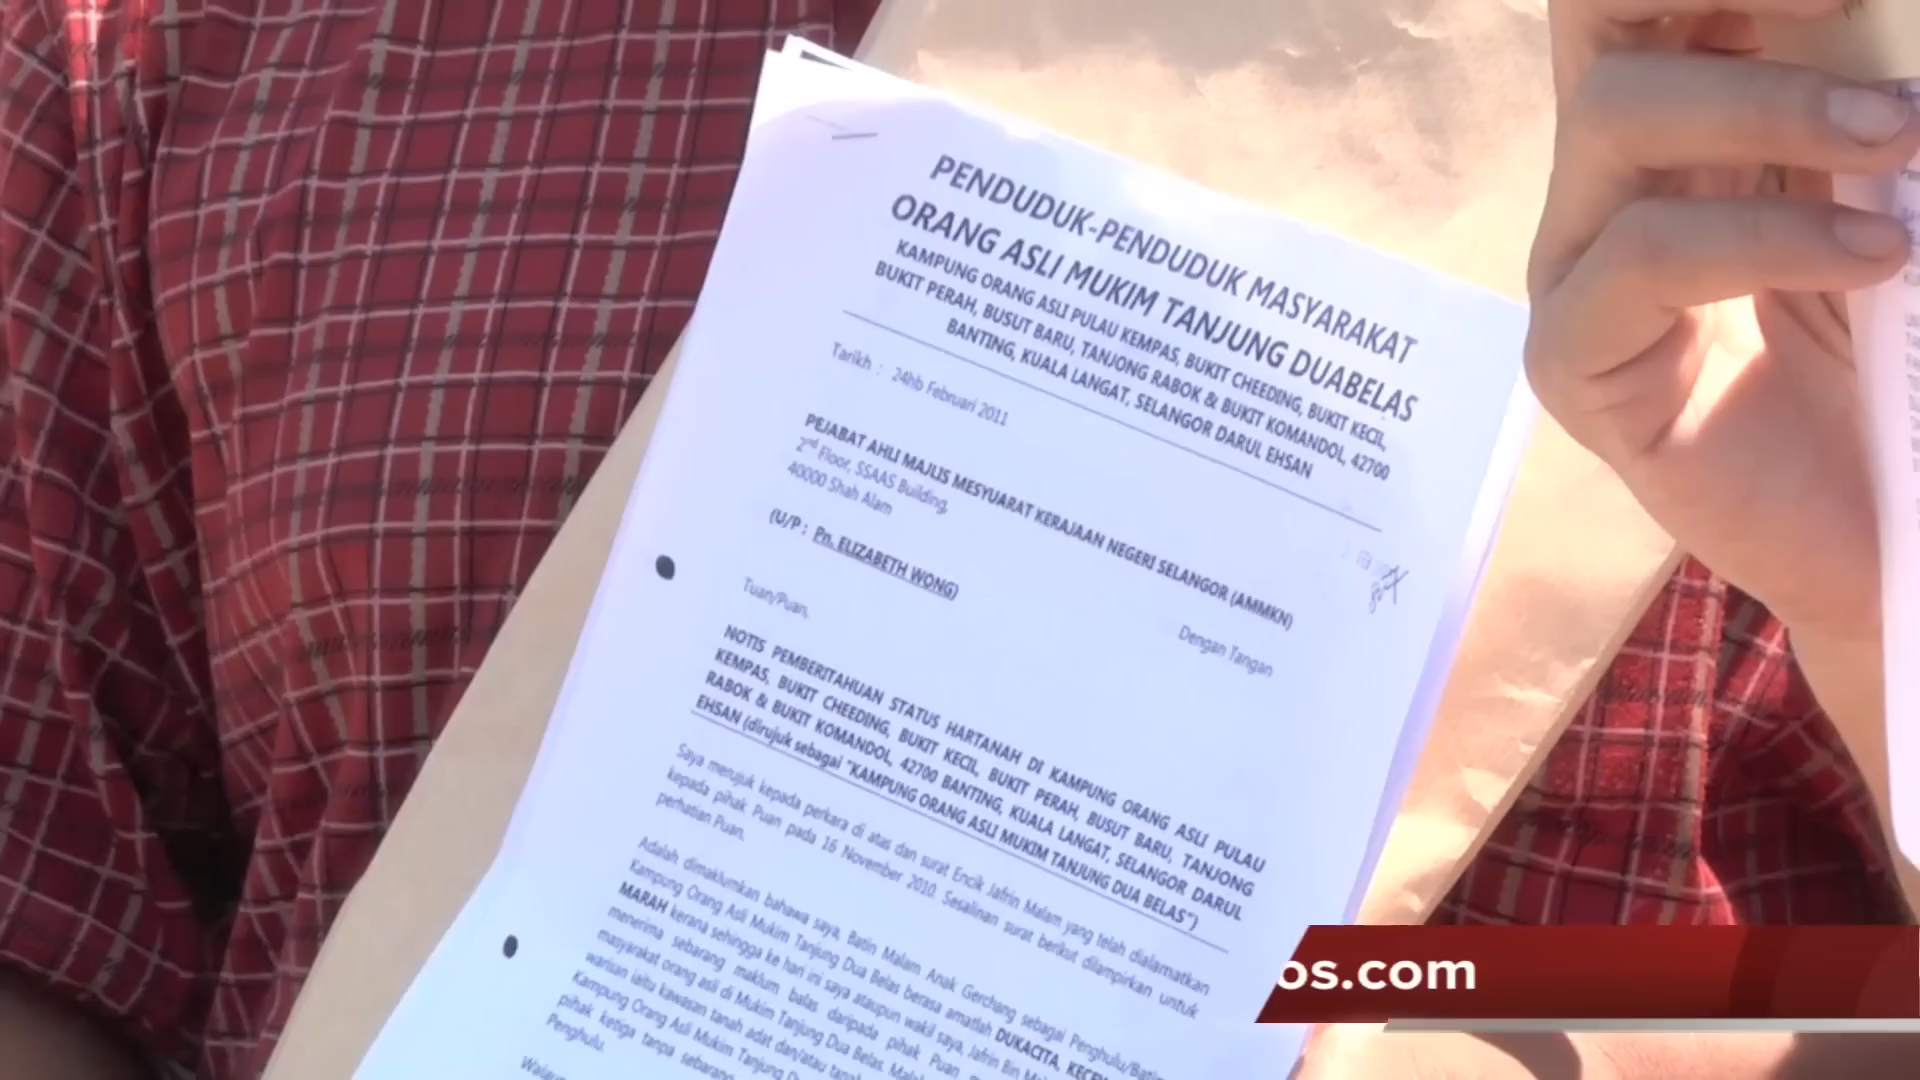 PENDUDUK-PENDUDUK MASYARAKAT
ORANG ASLI MUKIM TANJUNG DUABELAS
KAMPUNG ORANG ASLI PULAU KEMPAS, BUKIT CHEEDING, BUKIT KECIL,
BUKIT PERAH, BUSUT BARU, TANJONG RABOK & BUKIT KOMANDOL, 42700
BANTING, KUALA LANGAT, SELANGOR DARUL EHSAN
Tarikh : 24hb Februari 2011
PEJABAT AHLI MAJLIS MESYUARAT KERAJAAN NEGERI SELANGOR (AMMKN)
2nd Floor, SSAAS Building,
40000 Shah Alam
(U/P : Pn. ELIZABETH WONG)
Dengan Tangan
Tuan/Puan,
NOTIS PEMBERITAHUAN STATUS HARTANAH DI KAMPUNG ORANG ASLI PULAU
KEMPAS, BUKIT CHEEDING, BUKIT KECIL, BUKIT PERAH, BUSUT BARU, TANJONG
RABOK & BUKIT KOMANDOL, 42700 BANTING, KUALA LANGAT, SELANGOR DARUL
EHSAN (dirujuk sebagai "KAMPUNG ORANG ASLI MUKIM TANJUNG DUA BELAS")
Saya merujuk kepada perkara di atas dan surat Encik Jafrin Malam yang telah dialamatkan
kepada pihak Puan pada 16 November 2010. Sesalinan surat berikut dilampirkan untuk
perhatian Puan.
Adalah dimaklumkan bahawa saya, Batin Malam Anak Gerchang sebagai Penghulu/Batin
Kampung Orang Asli Mukim Tanjung Dua Belas berasa amatlah DUKACITA,
MARAH kerana sehingga ke hari ini saya ataupun wakil saya, Jafrin Bin
menerima sebarang maklum balas daripada pihak Puan
masyarakat orang asli di Mukim Tanjung Dua Belas.
warisan iaitu kawasan tanah adat dan/atau
Kampung Orang Asli Mukim Tanjung
pihak ketiga tanpa sebarang
Penghulu.
os.com